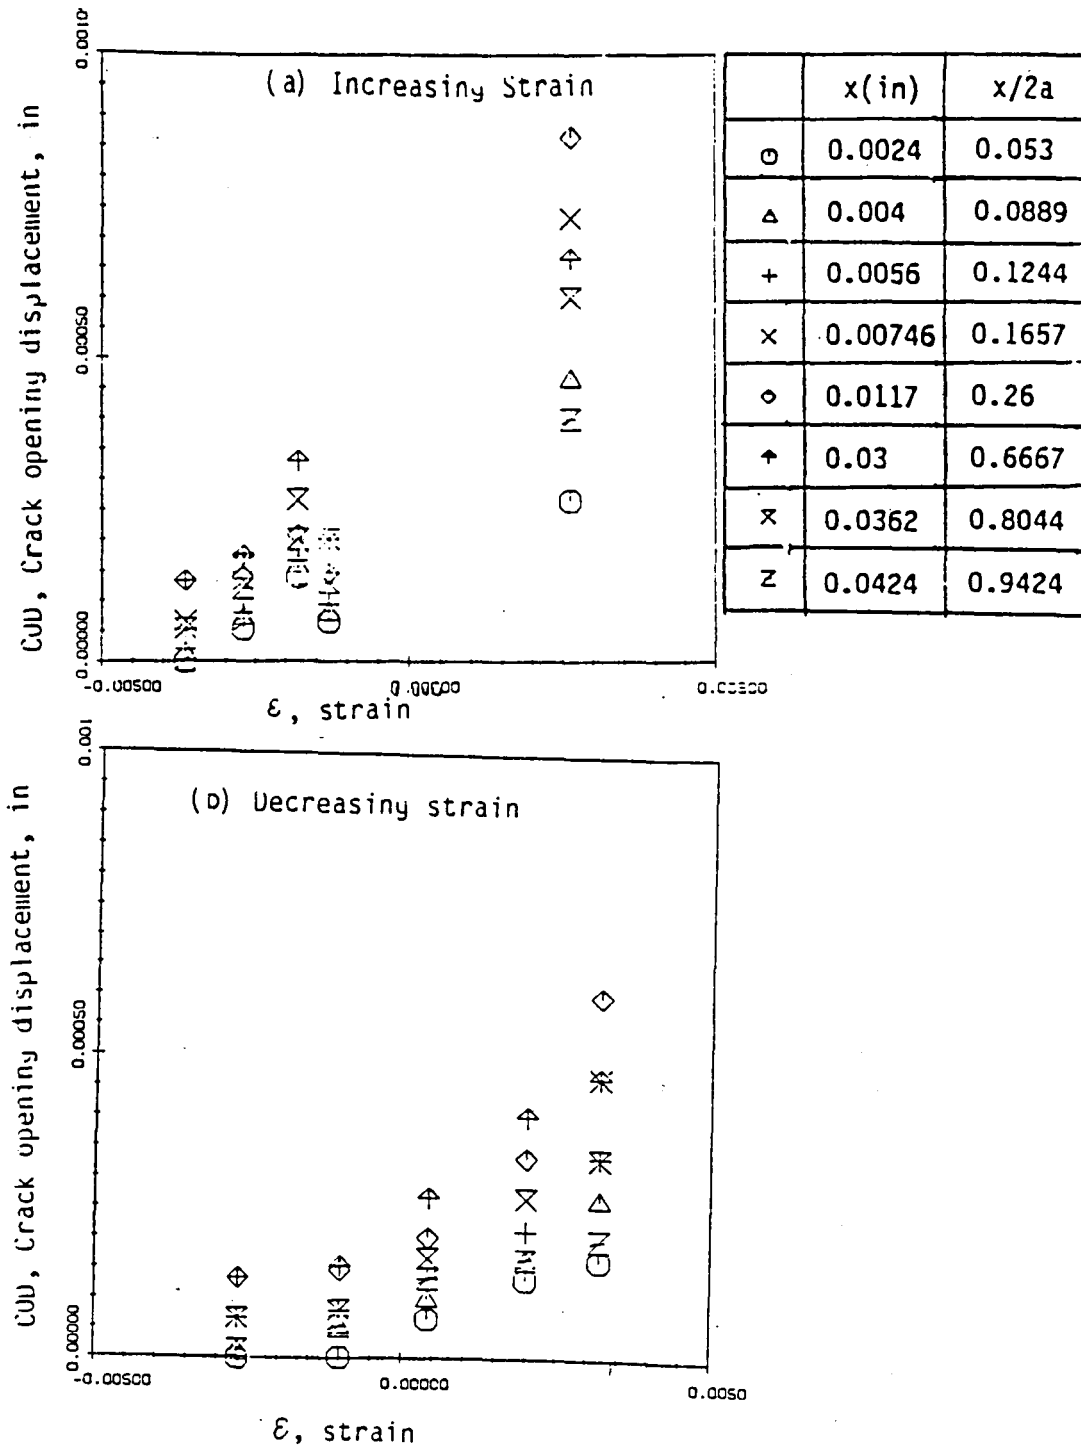 0.0010
(a) Increasing Strain
COD, Crack opening displacement, in
0.00050
0.00000
-0.00500
0.00000
0.00500
ε, strain
x(in) x/2a
0.0024 0.053
0.004 0.0889
0.0056 0.1244
0.00746 0.1657
0.0117 0.26
0.03 0.6667
0.0362 0.8044
Z 0.0424 0.9424
0.001
(b) Decreasing strain
COD, Crack opening displacement, in
0.00050
0.00000
-0.00500
0.00000
0.0050
ε, strain